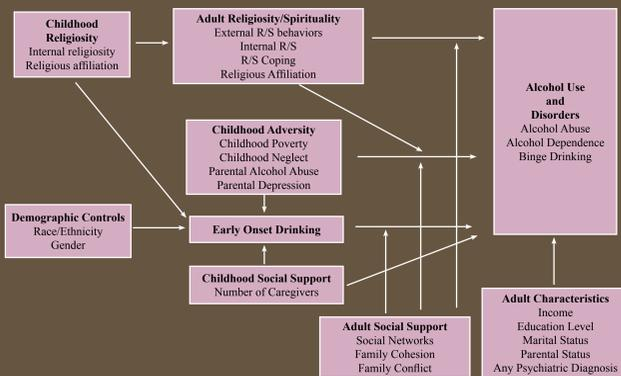 Childhood
Religiosity
Internal religiosity
Religious affiliation
Adult Religiosity/Spirituality
External R/S behaviors
Internal R/S
R/S Coping
Religious Affiliation
Alcohol Use
and
Disorders
Alcohol Abuse
Alcohol Dependence
Binge Drinking
Childhood Adversity
Childhood Poverty
Childhood Neglect
Parental Alcohol Abuse
Parental Depression
Demographic Controls
Race/Ethnicity
Gender
Early Onset Drinking
Childhood Social Support
Number of Caregivers
Adult Social Support
Social Networks
Family Cohesion
Family Conflict
Adult Characteristics
Income
Education Level
Marital Status
Parental Status
Any Psychiatric Diagnosis